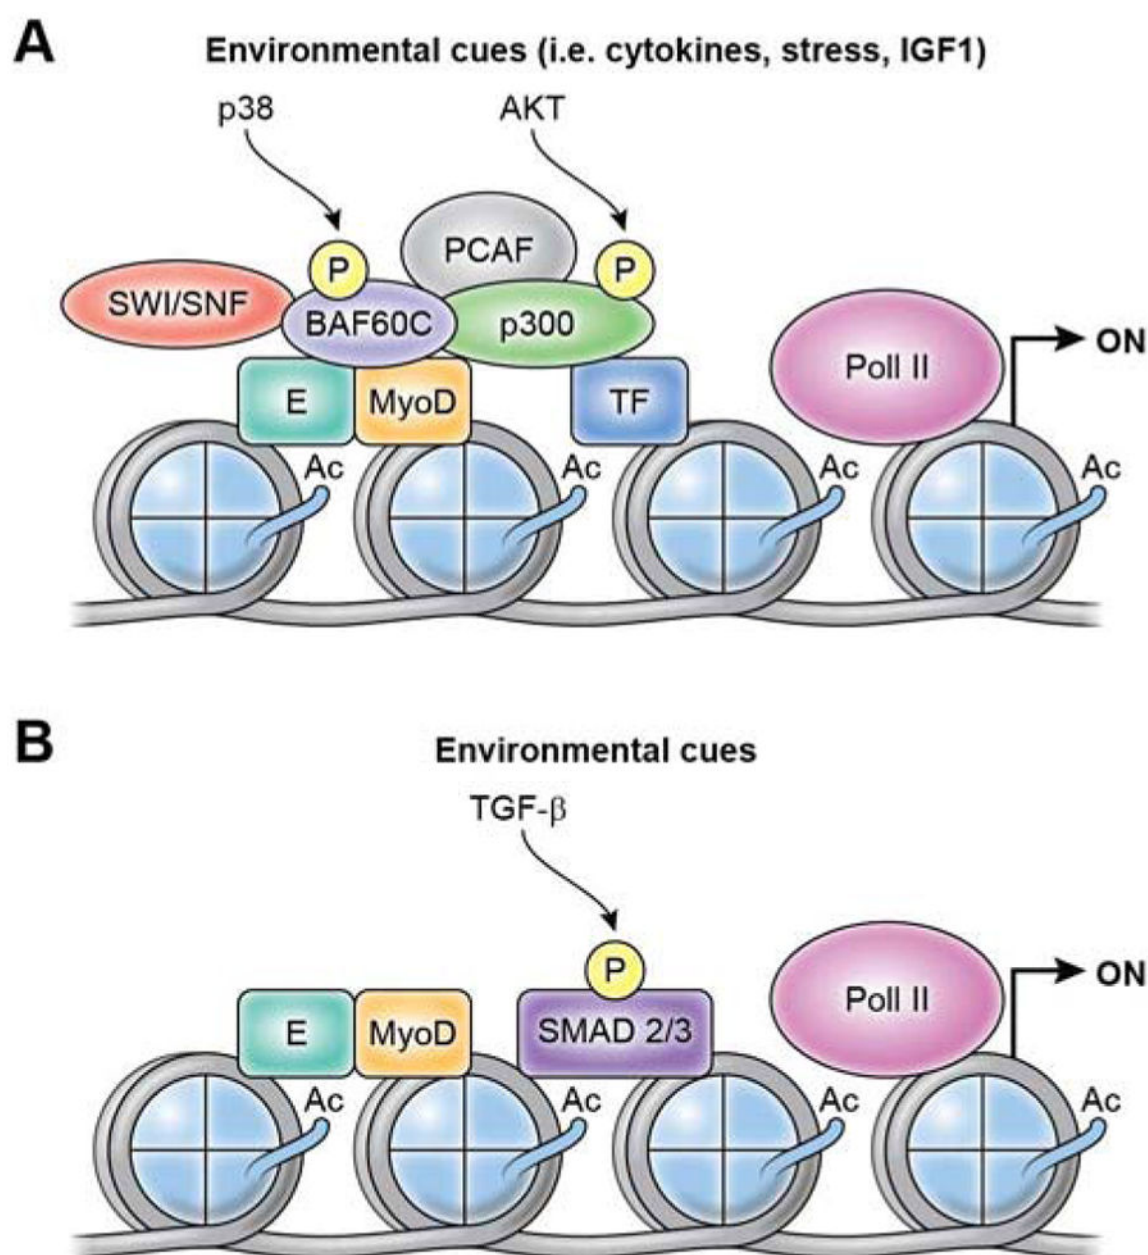 A
Environmental cues (i.e. cytokines, stress, IGF1)
p38 AKT
P PCAF P
SWI/SNF BAF60C p300
E MyoD TF Poll II ON
Ac Ac Ac Ac
B
Environmental cues
TGF-β
P
E MyoD SMAD 2/3 Poll II ON
Ac Ac Ac Ac